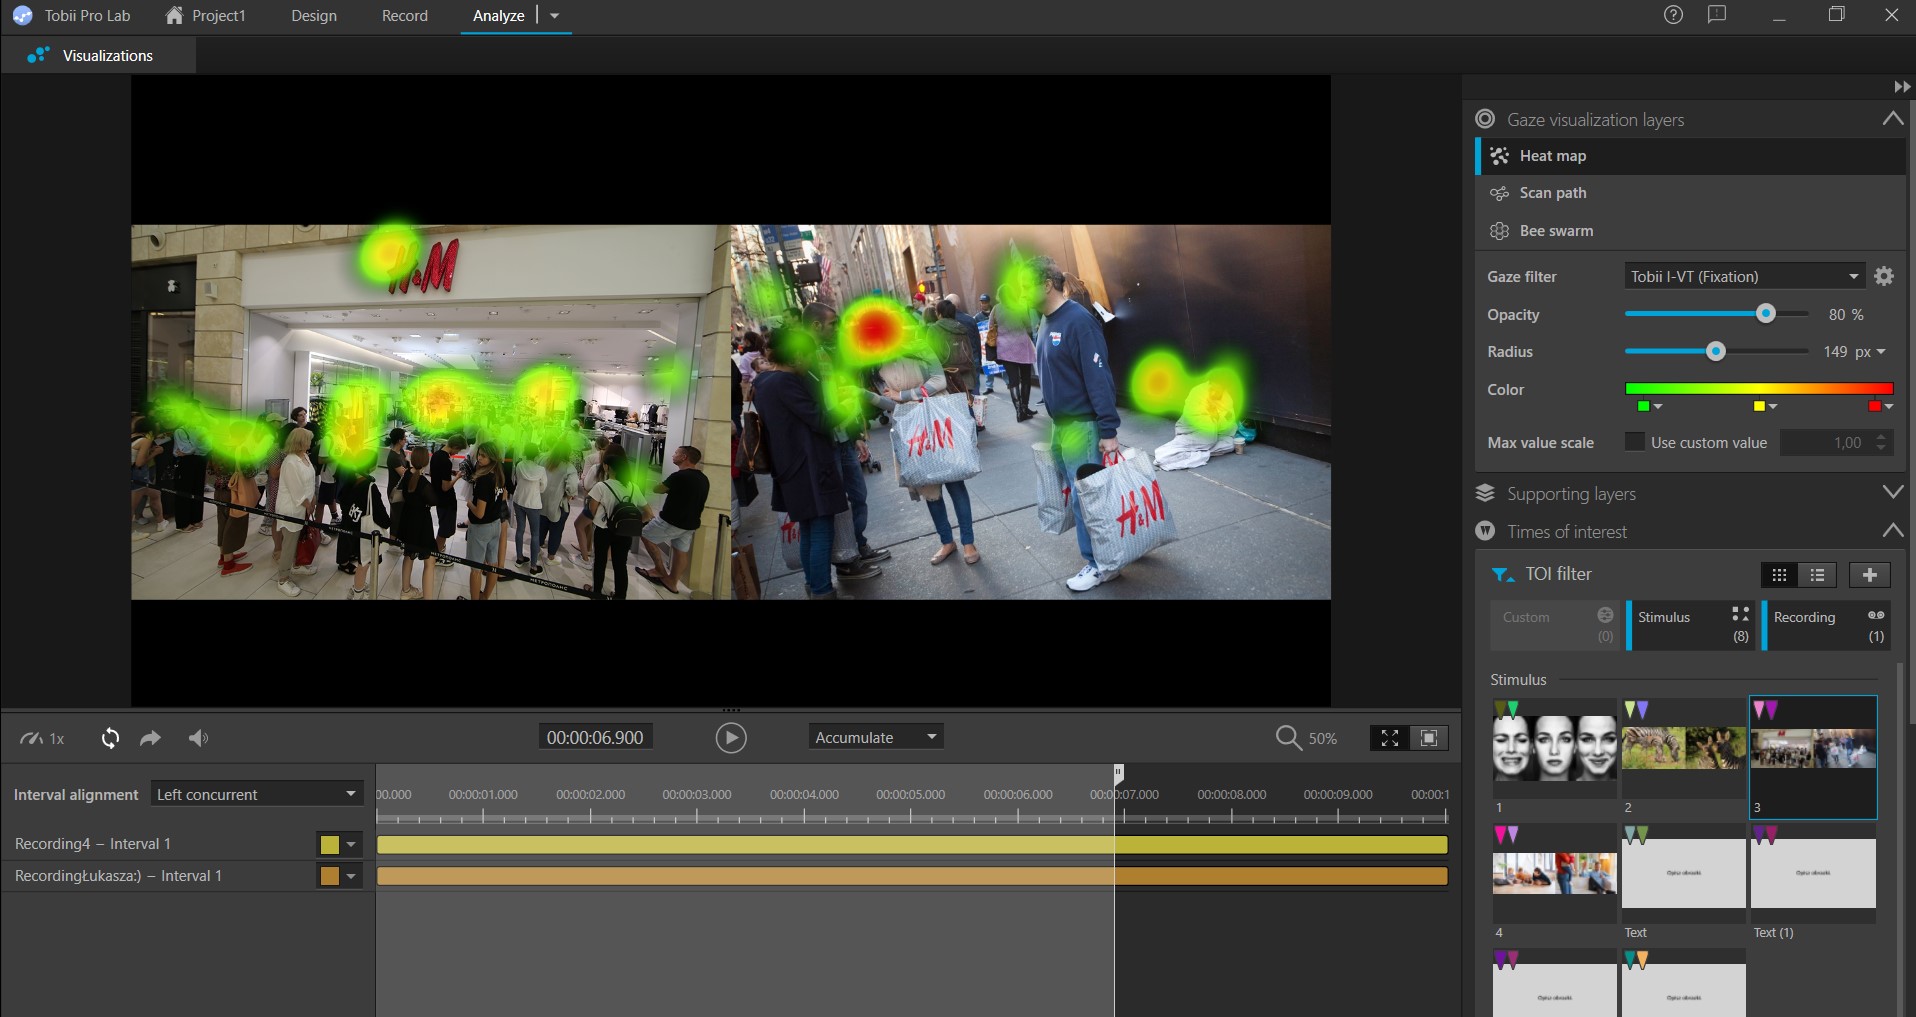 Tobii Pro Lab
Project1
Design
Record
Analyze
Visualizations
Gaze visualization layers
Heat map
Scan path
Bee swarm
Gaze filter
Tobii I-VT (Fixation)
Opacity
80 %
Radius
149 px
Color
Max value scale
Use custom value
1,00
Supporting layers
Times of interest
TOI filter
Custom
(0)
Stimulus
(8)
Recording
(1)
Stimulus
1
2
3
4
Text
Text (1)
H&M
H&M
H&M
МЕТРОПОЛИС
1x
00:00:06.900
Accumulate
50%
Interval alignment
Left concurrent
00.000
00:00:01.000
00:00:02.000
00:00:03.000
00:00:04.000
00:00:05.000
00:00:06.000
00:00:07.000
00:00:08.000
00:00:09.000
00:00:1
Recording4 – Interval 1
RecordingŁukasza:) – Interval 1